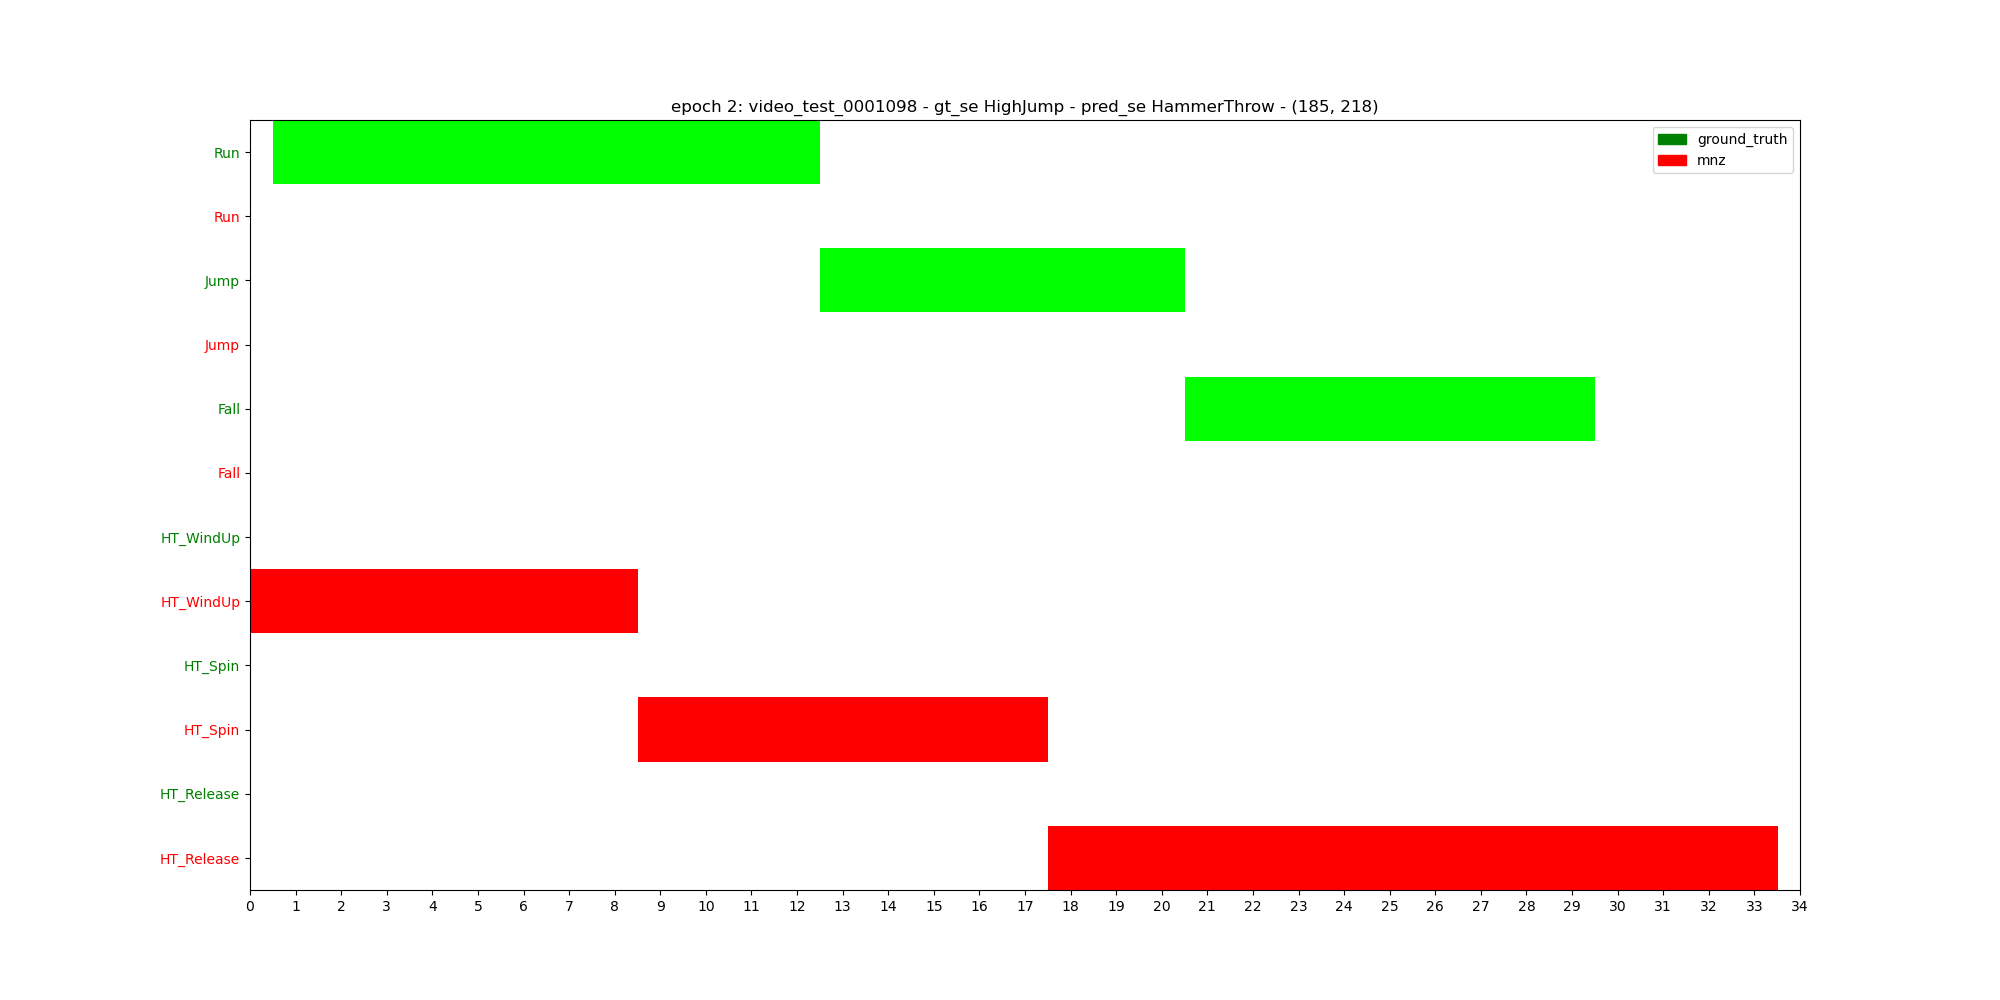 epoch 2: video_test_0001098 - gt_se HighJump - pred_se HammerThrow - (185, 218)
ground_truth
mnz
Run
Run
Jump
Jump
Fall
Fall
HT_WindUp
HT_WindUp
HT_Spin
HT_Spin
HT_Release
HT_Release
0 1 2 3 4 5 6 7 8 9 10 11 12 13 14 15 16 17 18 19 20 21 22 23 24 25 26 27 28 29 30 31 32 33 34